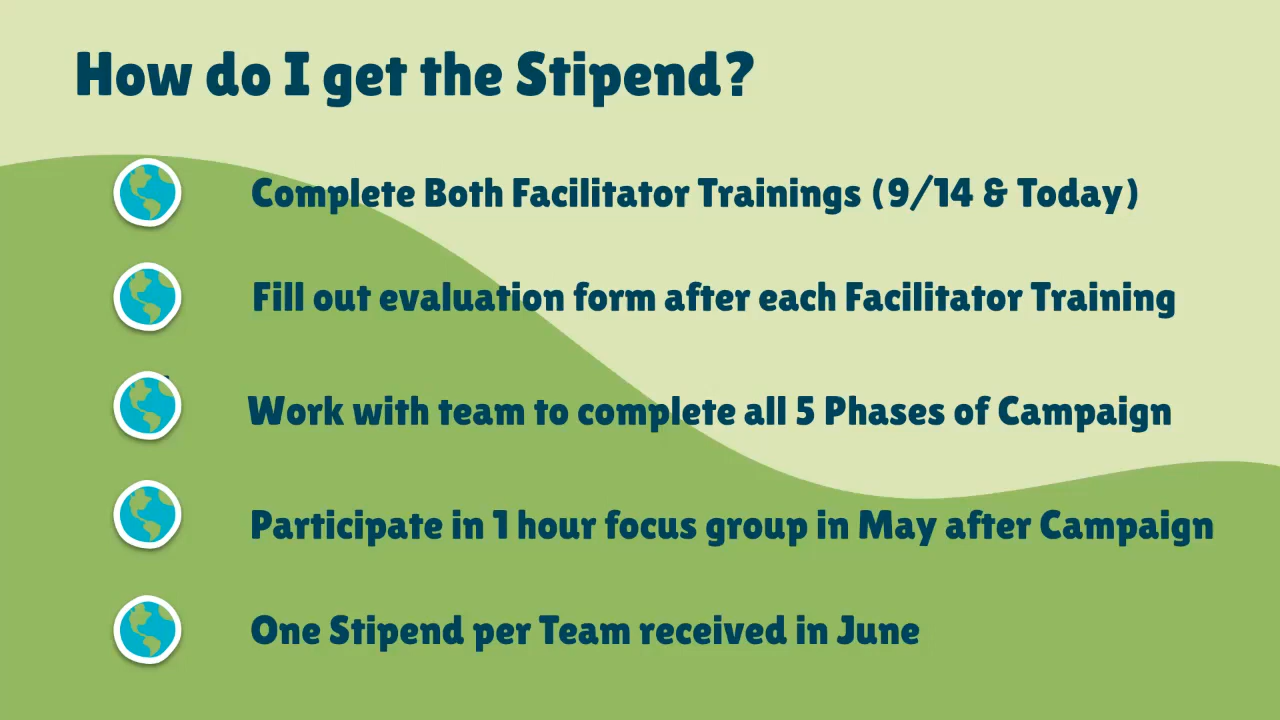 How do I get the Stipend?
Complete Both Facilitator Trainings (9/14 & Today)
Fill out evaluation form after each Facilitator Training
Work with team to complete all 5 Phases of Campaign
Participate in 1 hour focus group in May after Campaign
One Stipend per Team received in June